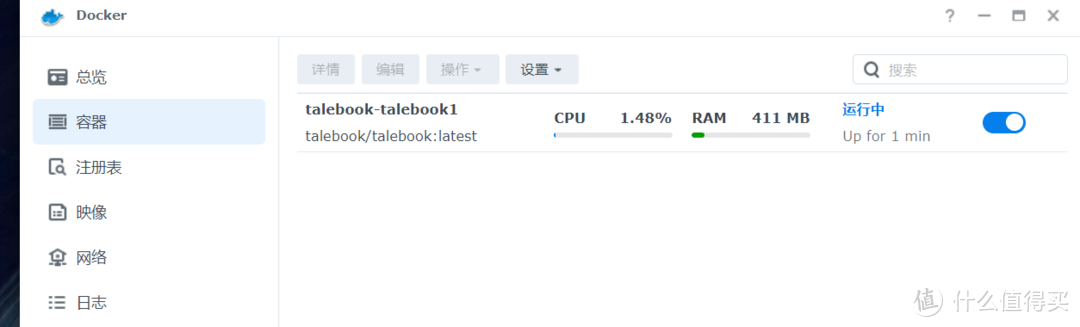 Docker
总览
容器
注册表
映像
网络
日志
详情 编辑 操作 设置 搜索
talebook-talebook1
talebook/talebook:latest
CPU 1.48%
RAM 411 MB
运行中
Up for 1 min
值 什么值得买